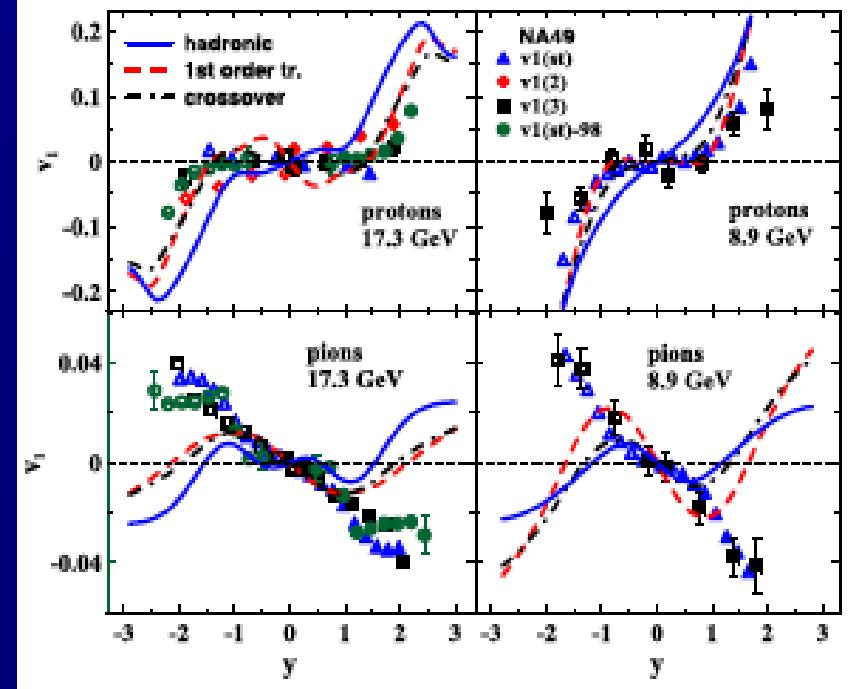 hadronic
1st order tr.
crossover
NA49
v1(st)
v1(2)
v1(3)
v1(st)-98
protons
17.3 GeV
protons
8.9 GeV
pions
17.3 GeV
pions
8.9 GeV
v₁
0.2
0.1
0
-0.1
-0.2
v₁
0.04
0
-0.04
-3 -2 -1 0 1 2 3 -3 -2 -1 0 1 2 3
y y